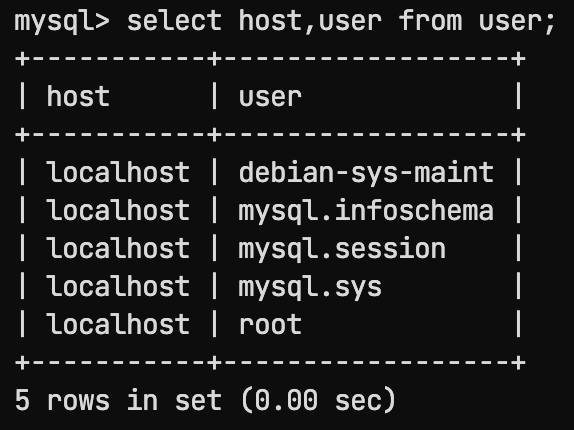 mysql> select host,user from user;
+-----------+------------------+
| host      | user             |
+-----------+------------------+
| localhost | debian-sys-maint |
| localhost | mysql.infoschema |
| localhost | mysql.session    |
| localhost | mysql.sys        |
| localhost | root             |
+-----------+------------------+
5 rows in set (0.00 sec)